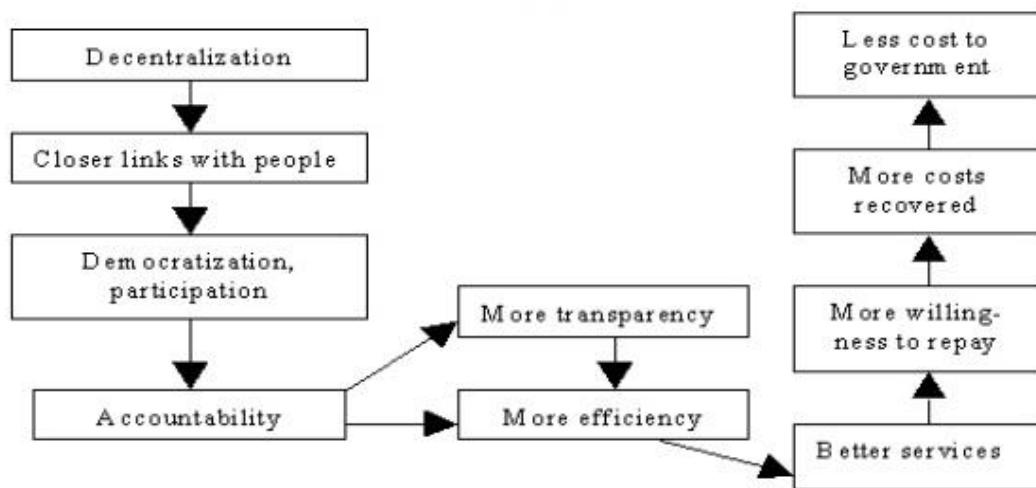 Decentralization
Closer links with people
Democratization,
participation
Accountability
More transparency
More efficiency
Better services
More willing-
ness to repay
More costs
recovered
Less cost to
government